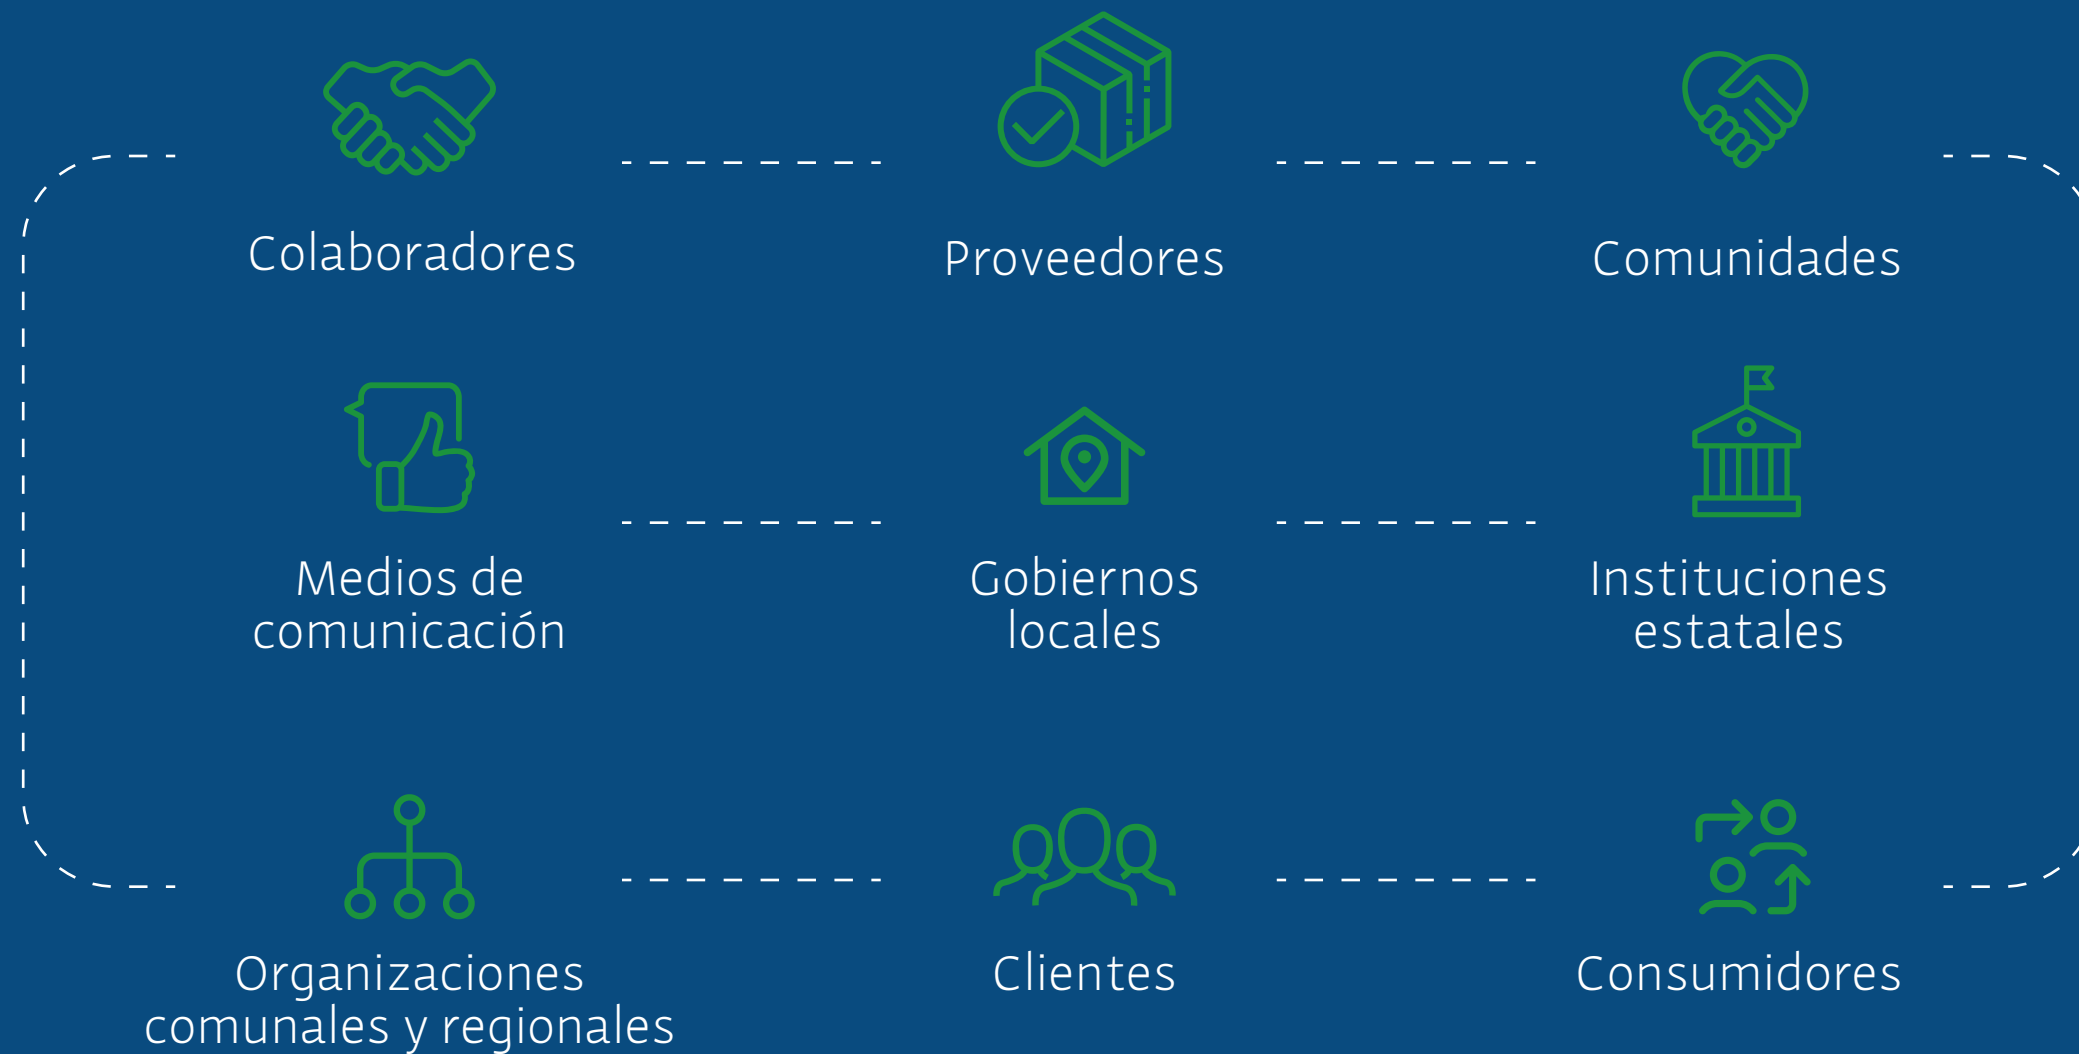 Colaboradores
Proveedores
Comunidades
Medios de
comunicación
Gobiernos
locales
Instituciones
estatales
Organizaciones
comunales y regionales
Clientes
Consumidores